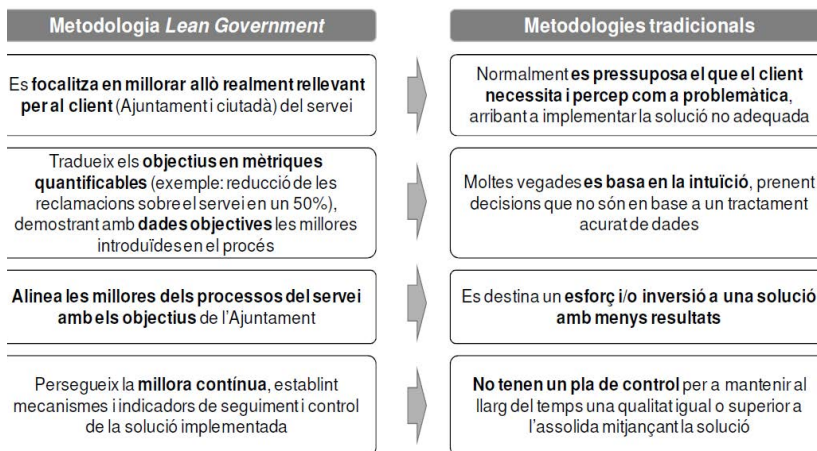 Metodologia Lean Government
Metodologies tradicionals
Es focalitza en millorar allò realment rellevant
per al client (Ajuntament i ciutadà) del servei
Normalment es pressuposa el que el client
necessita i percep com a problemàtica,
arribant a implementar la solució no adequada
Tradueix els objectius en mètriques
quantificables (exemple: reducció de les
reclamacions sobre el servei en un 50%),
demostrant amb dades objectives les millores
introduïdes en el procés
Moltes vegades es basa en la intuïció, prenent
decisions que no són en base a un tractament
acurat de dades
Alinea les millores dels processos del servei
amb els objectius de l'Ajuntament
Es destina un esforç i/o inversió a una solució
amb menys resultats
Persegueix la millora contínua, establint
mecanismes i indicadors de seguiment i control
de la solució implementada
No tenen un pla de control per a mantenir al
llarg del temps una qualitat igual o superior a
l'assolida mitjançant la solució